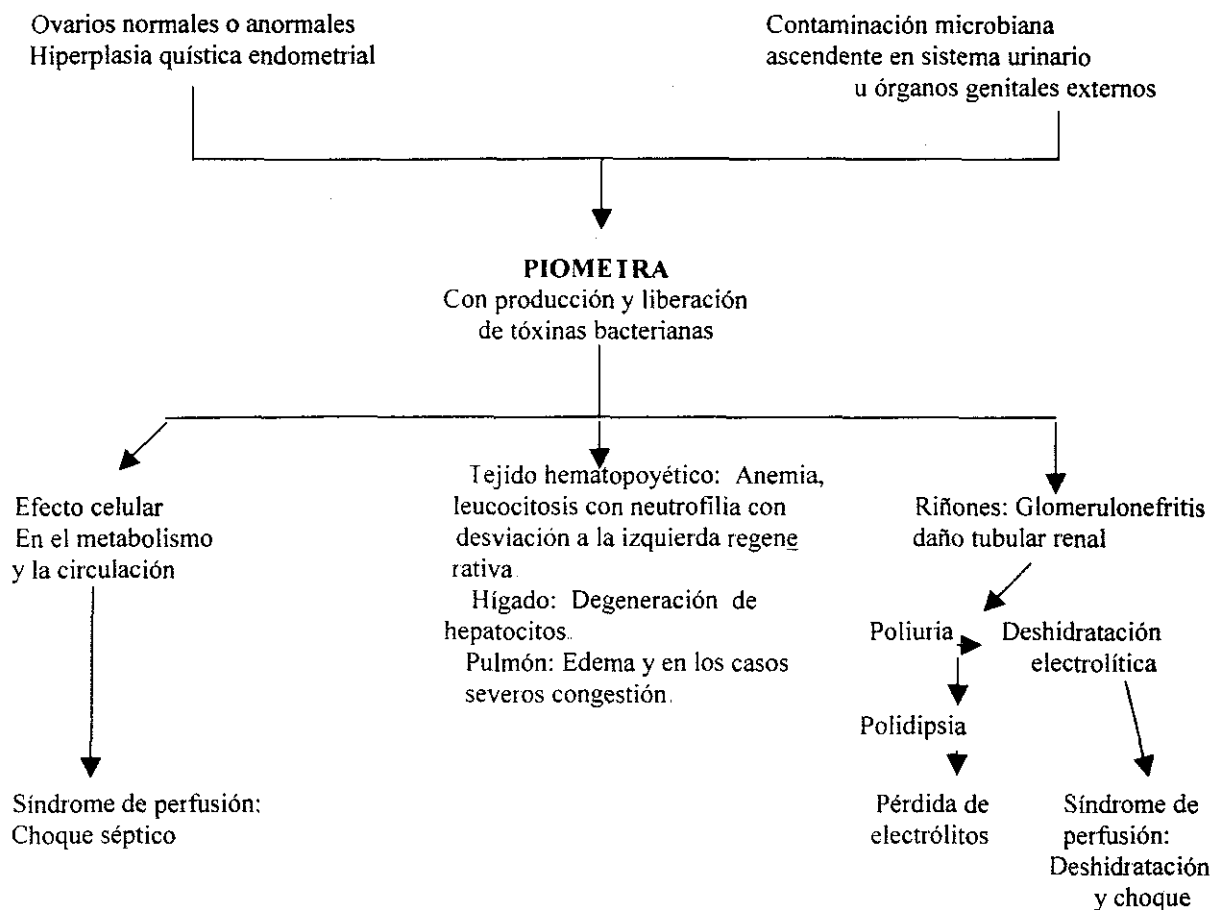 Ovarios normales o anormales
Hiperplasia quística endometrial
Contaminación microbiana
ascendente en sistema urinario
u órganos genitales externos
PIOMETRA
Con producción y liberación
de tóxinas bacterianas
Efecto celular
En el metabolismo
y la circulación
Tejido hematopoyético: Anemia,
leucocitosis con neutrofilia con
desviación a la izquierda regene
rativa.
Hígado: Degeneración de
hepatocitos.
Pulmón: Edema y en los casos
severos congestión.
Riñones: Glomerulonefritis
daño tubular renal
Poliuria
Deshidratación
electrolítica
Polidipsia
Síndrome de perfusión:
Choque séptico
Pérdida de
electrólitos
Síndrome de
perfusión:
Deshidratación
y choque